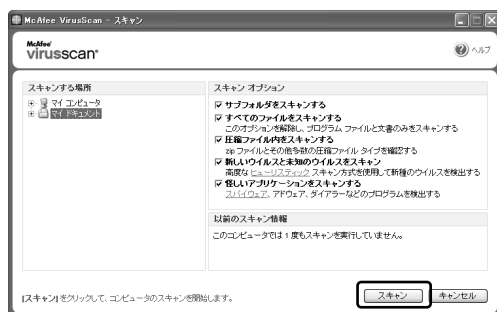 McAfee VirusScan - スキャン
McAfee
virusscan
ヘルプ
スキャンする場所
マイ コンピュータ
マイ ドキュメント
スキャン オプション
サブフォルダをスキャンする
すべてのファイルをスキャンする
このオプションを解除し、プログラム ファイルと文書のみをスキャンする
圧縮ファイル内をスキャンする
zip ファイルとその他多数の圧縮ファイル タイプを確認する
新しいウイルスと未知のウイルスをスキャン
高度な ヒューリスティック スキャン方式を使用して新種のウイルスを検出する
怪しいアプリケーションをスキャンする
スパイウェア、アドウェア、ダイアラーなどのプログラムを検出する
以前のスキャン情報
このコンピュータでは 1 度もスキャンを実行していません。
[スキャン] をクリックして、コンピュータのスキャンを開始します。
スキャン
キャンセル